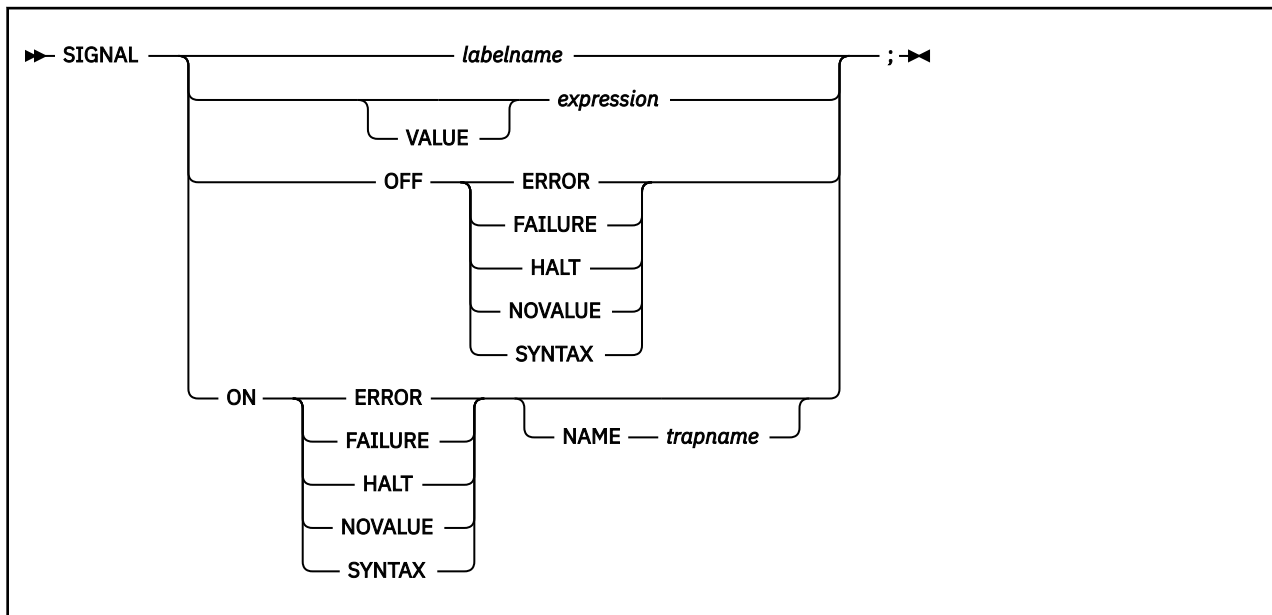 SIGNAL labelname ;
expression
VALUE
OFF ERROR
FAILURE
HALT
NOVALUE
SYNTAX
ON ERROR
NAME trapname
FAILURE
HALT
NOVALUE
SYNTAX